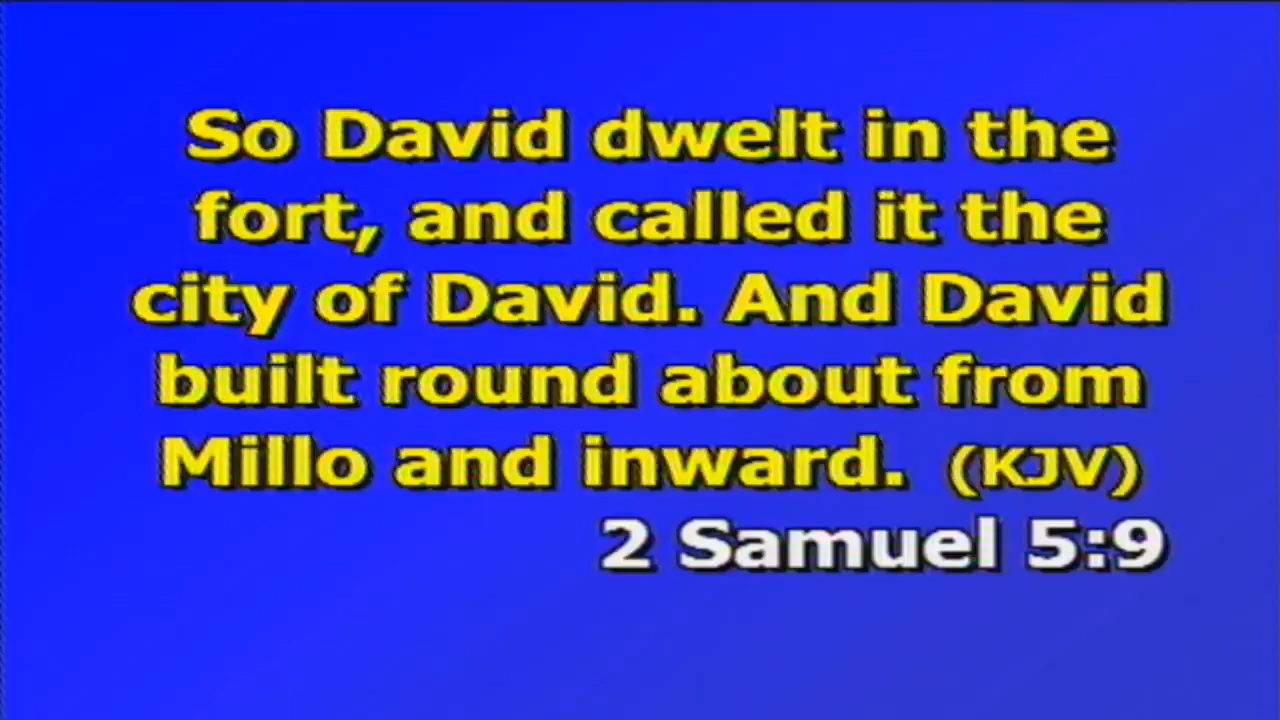 So David dwelt in the
fort, and called it the
city of David. And David
built round about from
Millo and inward. (KJV)
2 Samuel 5:9